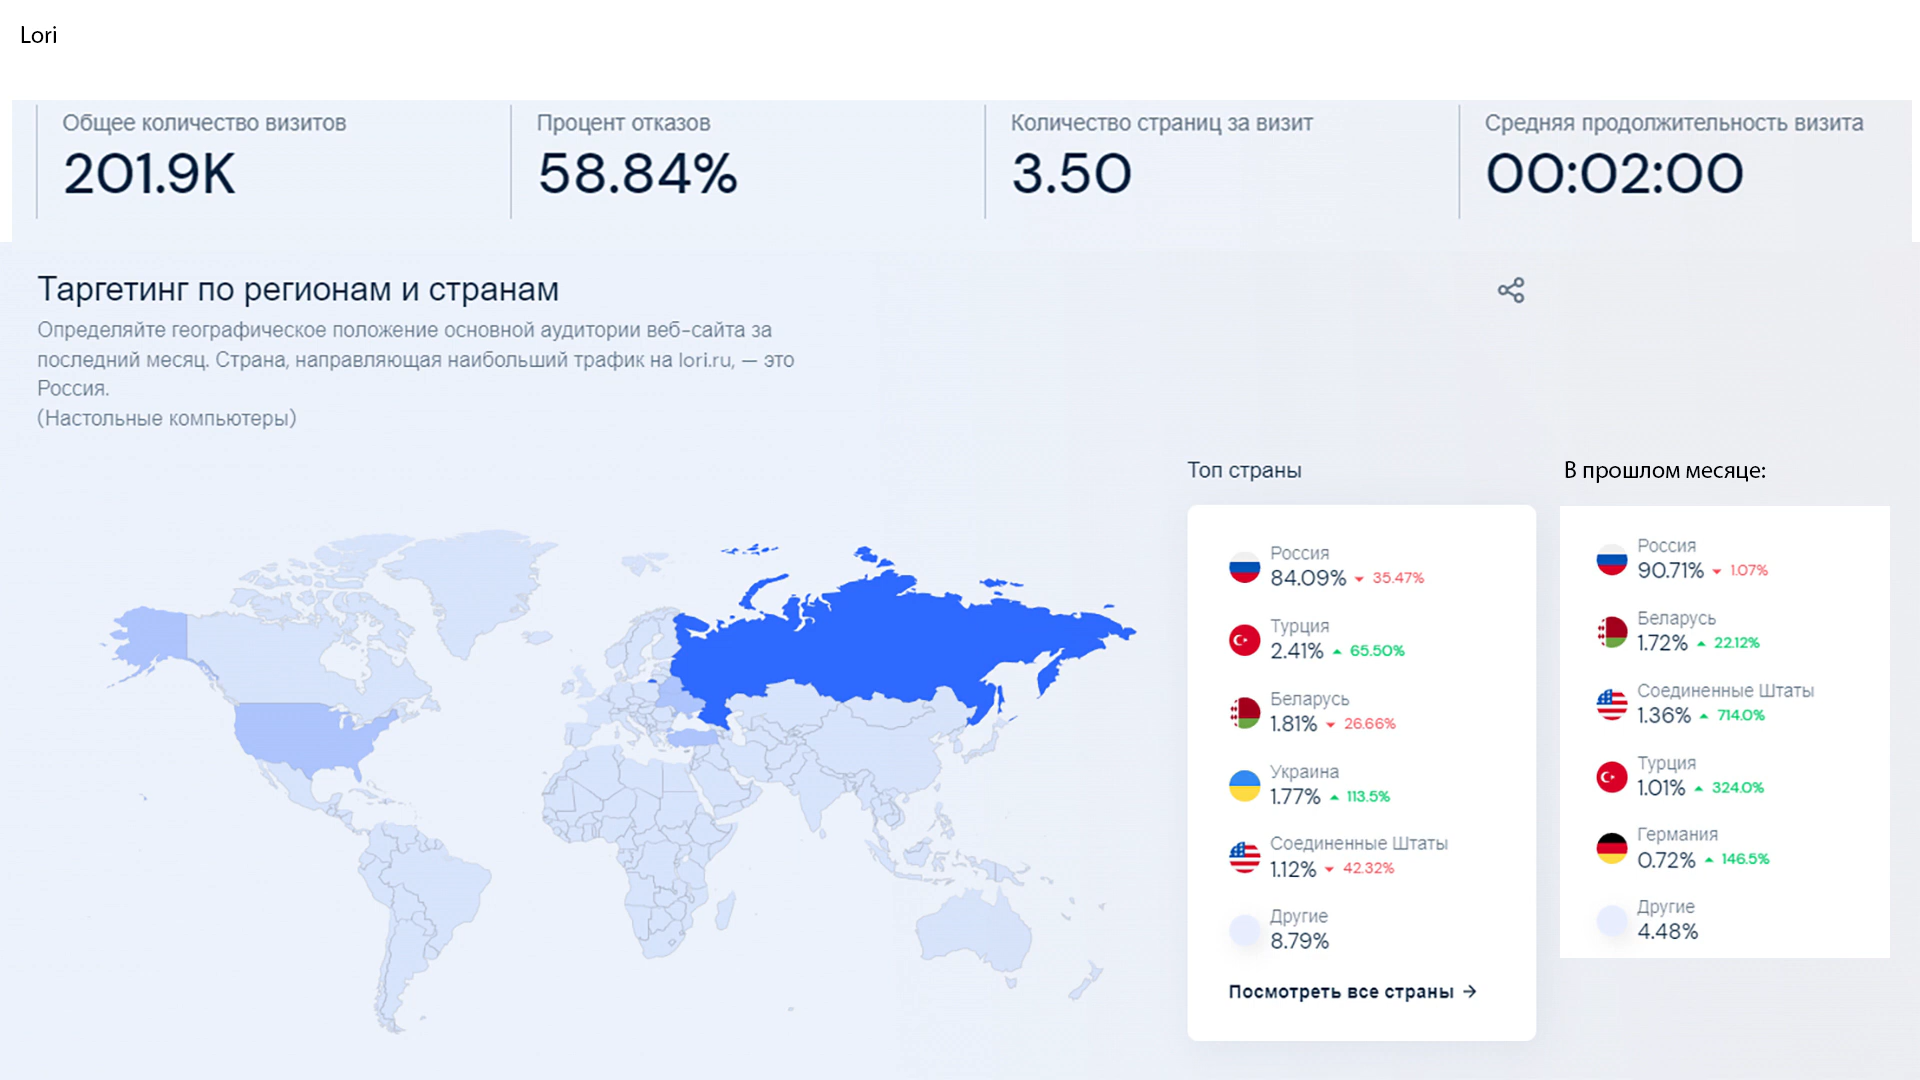 Lori
Общее количество визитов
201.9K
Процент отказов
58.84%
Количество страниц за визит
3.50
Средняя продолжительность визита
00:02:00
Таргетинг по регионам и странам
Определяйте географическое положение основной аудитории веб-сайта за
последний месяц. Страна, направляющая наибольший трафик на lori.ru, — это
Россия.
(Настольные компьютеры)
Топ страны
Россия
84.09% 35.47%
Турция
2.41% 65.50%
Беларусь
1.81% 26.66%
Украина
1.77% 113.5%
Соединенные Штаты
1.12% 42.32%
Другие
8.79%
Посмотреть все страны →
В прошлом месяце:
Россия
90.71% 1.07%
Беларусь
1.72% 22.12%
Соединенные Штаты
1.36% 714.0%
Турция
1.01% 324.0%
Германия
0.72% 146.5%
Другие
4.48%